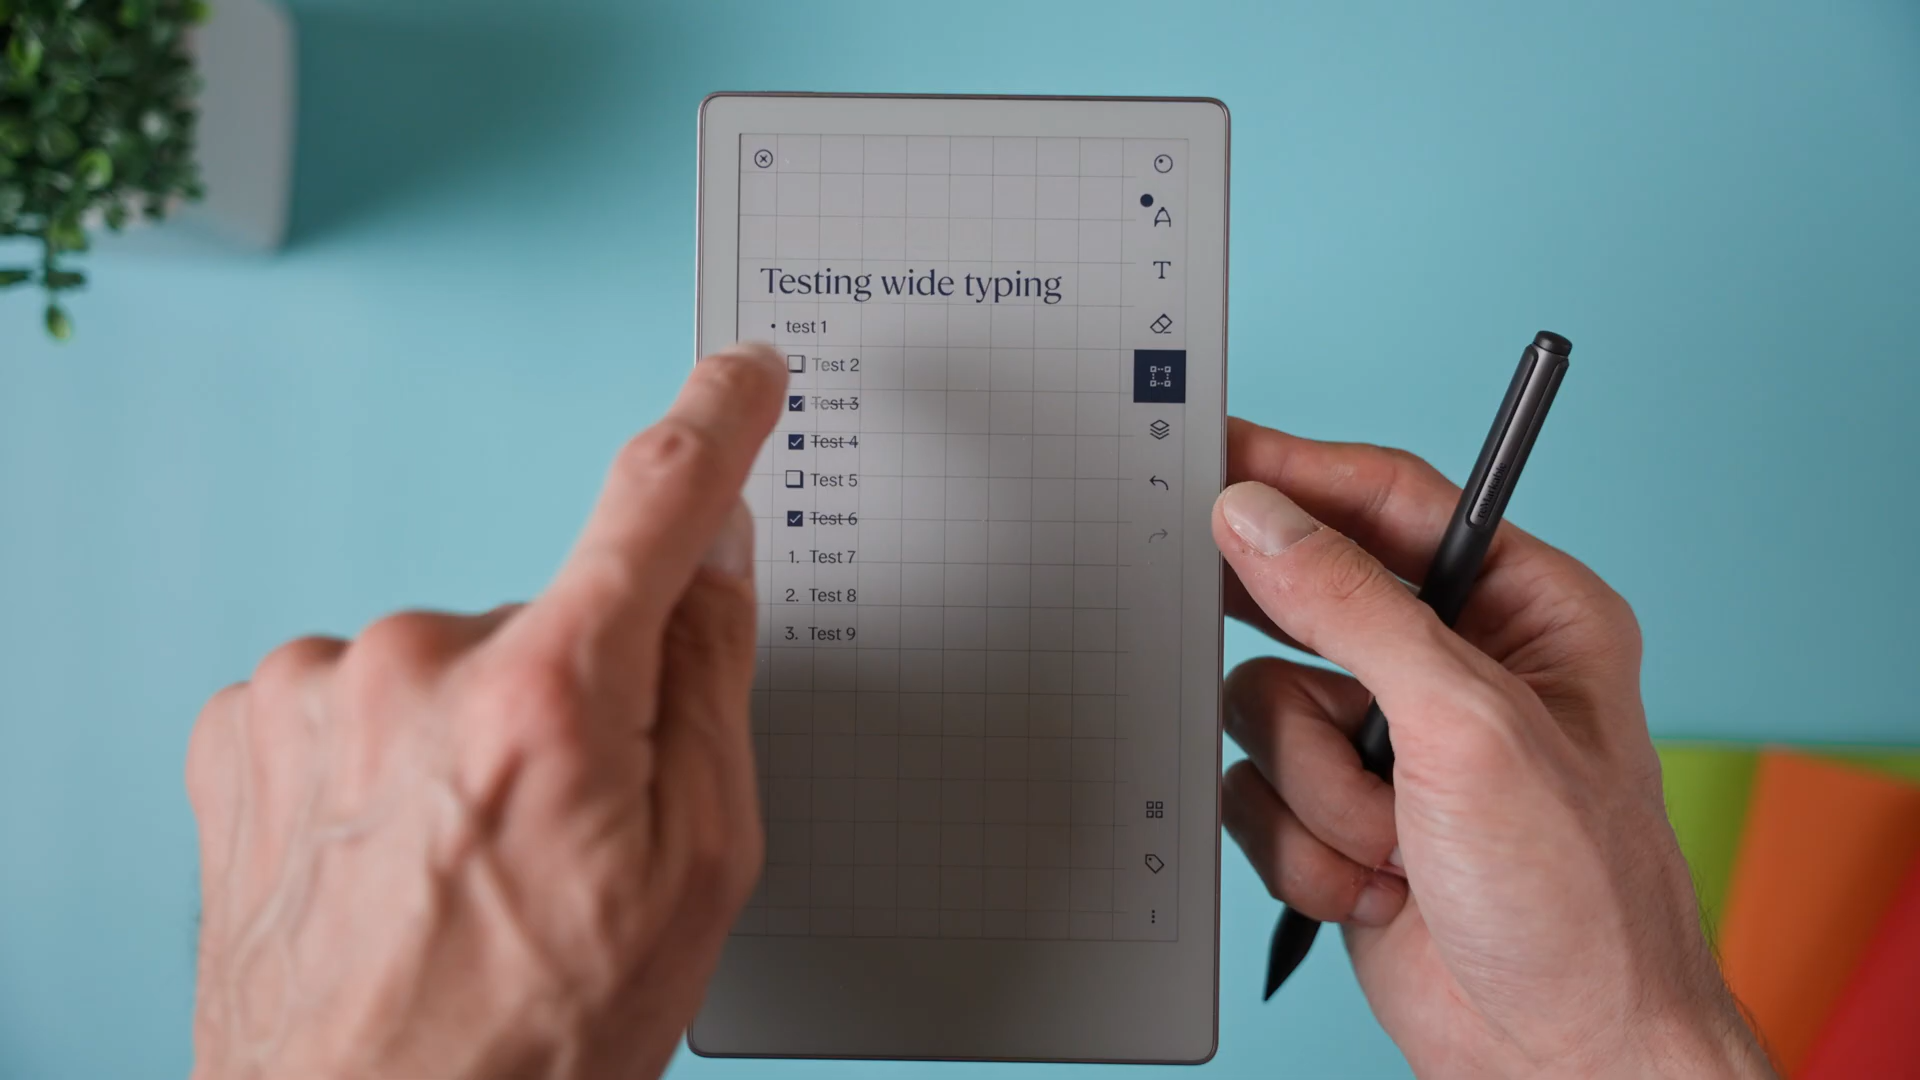 Testing wide typing
• test 1
Test 2
Test 3
Test 4
Test 5
Test 6
1. Test 7
2. Test 8
3. Test 9
T
reMarkable